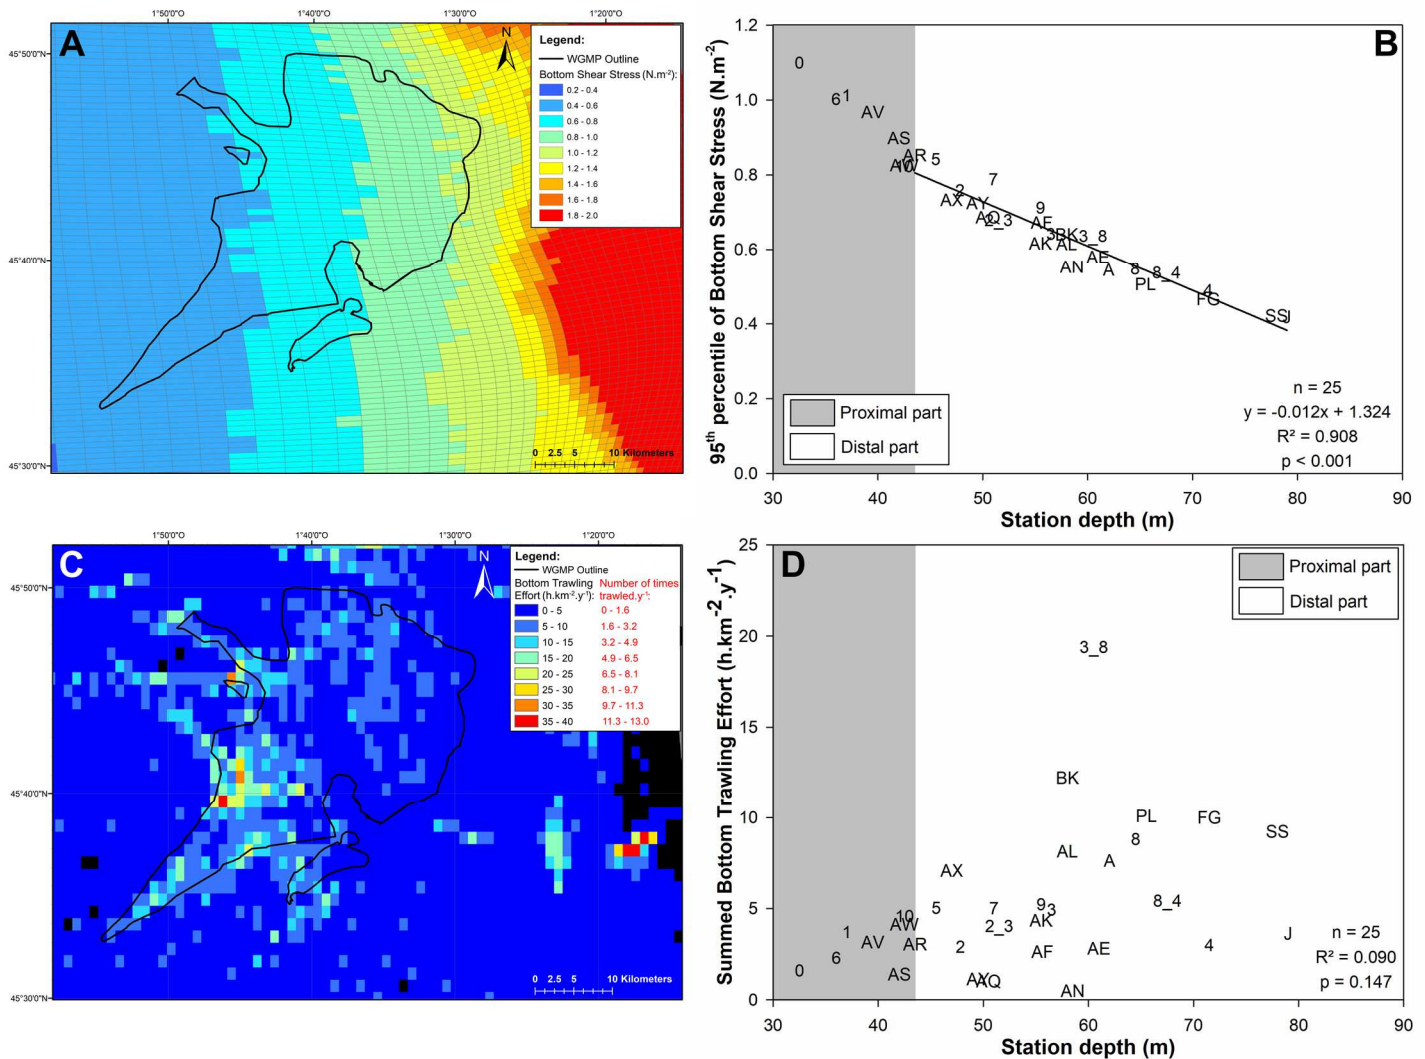 1°50'0"W 1°40'0"W 1°30'0"W 1°20'0"W
45°50'0"N
45°40'0"N
45°30'0"N
A
N
Legend:
WGMP Outline
Bottom Shear Stress (N.m-2):
0.2 - 0.4
0.4 - 0.6
0.6 - 0.8
0.8 - 1.0
1.0 - 1.2
1.2 - 1.4
1.4 - 1.6
1.6 - 1.8
1.8 - 2.0
0 2.5 5 10 Kilometers
B
95th percentile of Bottom Shear Stress (N.m-2)
1.2
1.0
0.8
0.6
0.4
0.2
0.0
0
6 1
AV
AS
AR 5
AW 10
2 7
AX AY
AQ 2_3
9
AF
3 BK 3_8
AK AL
AE
AN A 8 8_4
PL
4
FG
SS J
Proximal part
Distal part
n = 25
y = -0.012x + 1.324
R² = 0.908
p < 0.001
30 40 50 60 70 80 90
Station depth (m)
1°50'0"W 1°40'0"W 1°30'0"W 1°20'0"W
45°50'0"N
45°40'0"N
45°30'0"N
C
N
Legend:
WGMP Outline
Bottom Trawling Number of times
Effort (h.km-2.y-1): trawled.y-1:
0 - 5 0 - 1.6
5 - 10 1.6 - 3.2
10 - 15 3.2 - 4.9
15 - 20 4.9 - 6.5
20 - 25 6.5 - 8.1
25 - 30 8.1 - 9.7
30 - 35 9.7 - 11.3
35 - 40 11.3 - 13.0
0 2.5 5 10 Kilometers
D
Summed Bottom Trawling Effort (h.km-2.y-1)
25
20
15
10
5
0
Proximal part
Distal part
3_8
BK
PL FG
SS
8
AL
A
AX
10 5 7 9 3 8_4
AW 2_3 AK
1 J
AV AR 2 AF AE 4
6
0 AS
AY AQ
AN
n = 25
R² = 0.090
p = 0.147
30 40 50 60 70 80 90
Station depth (m)